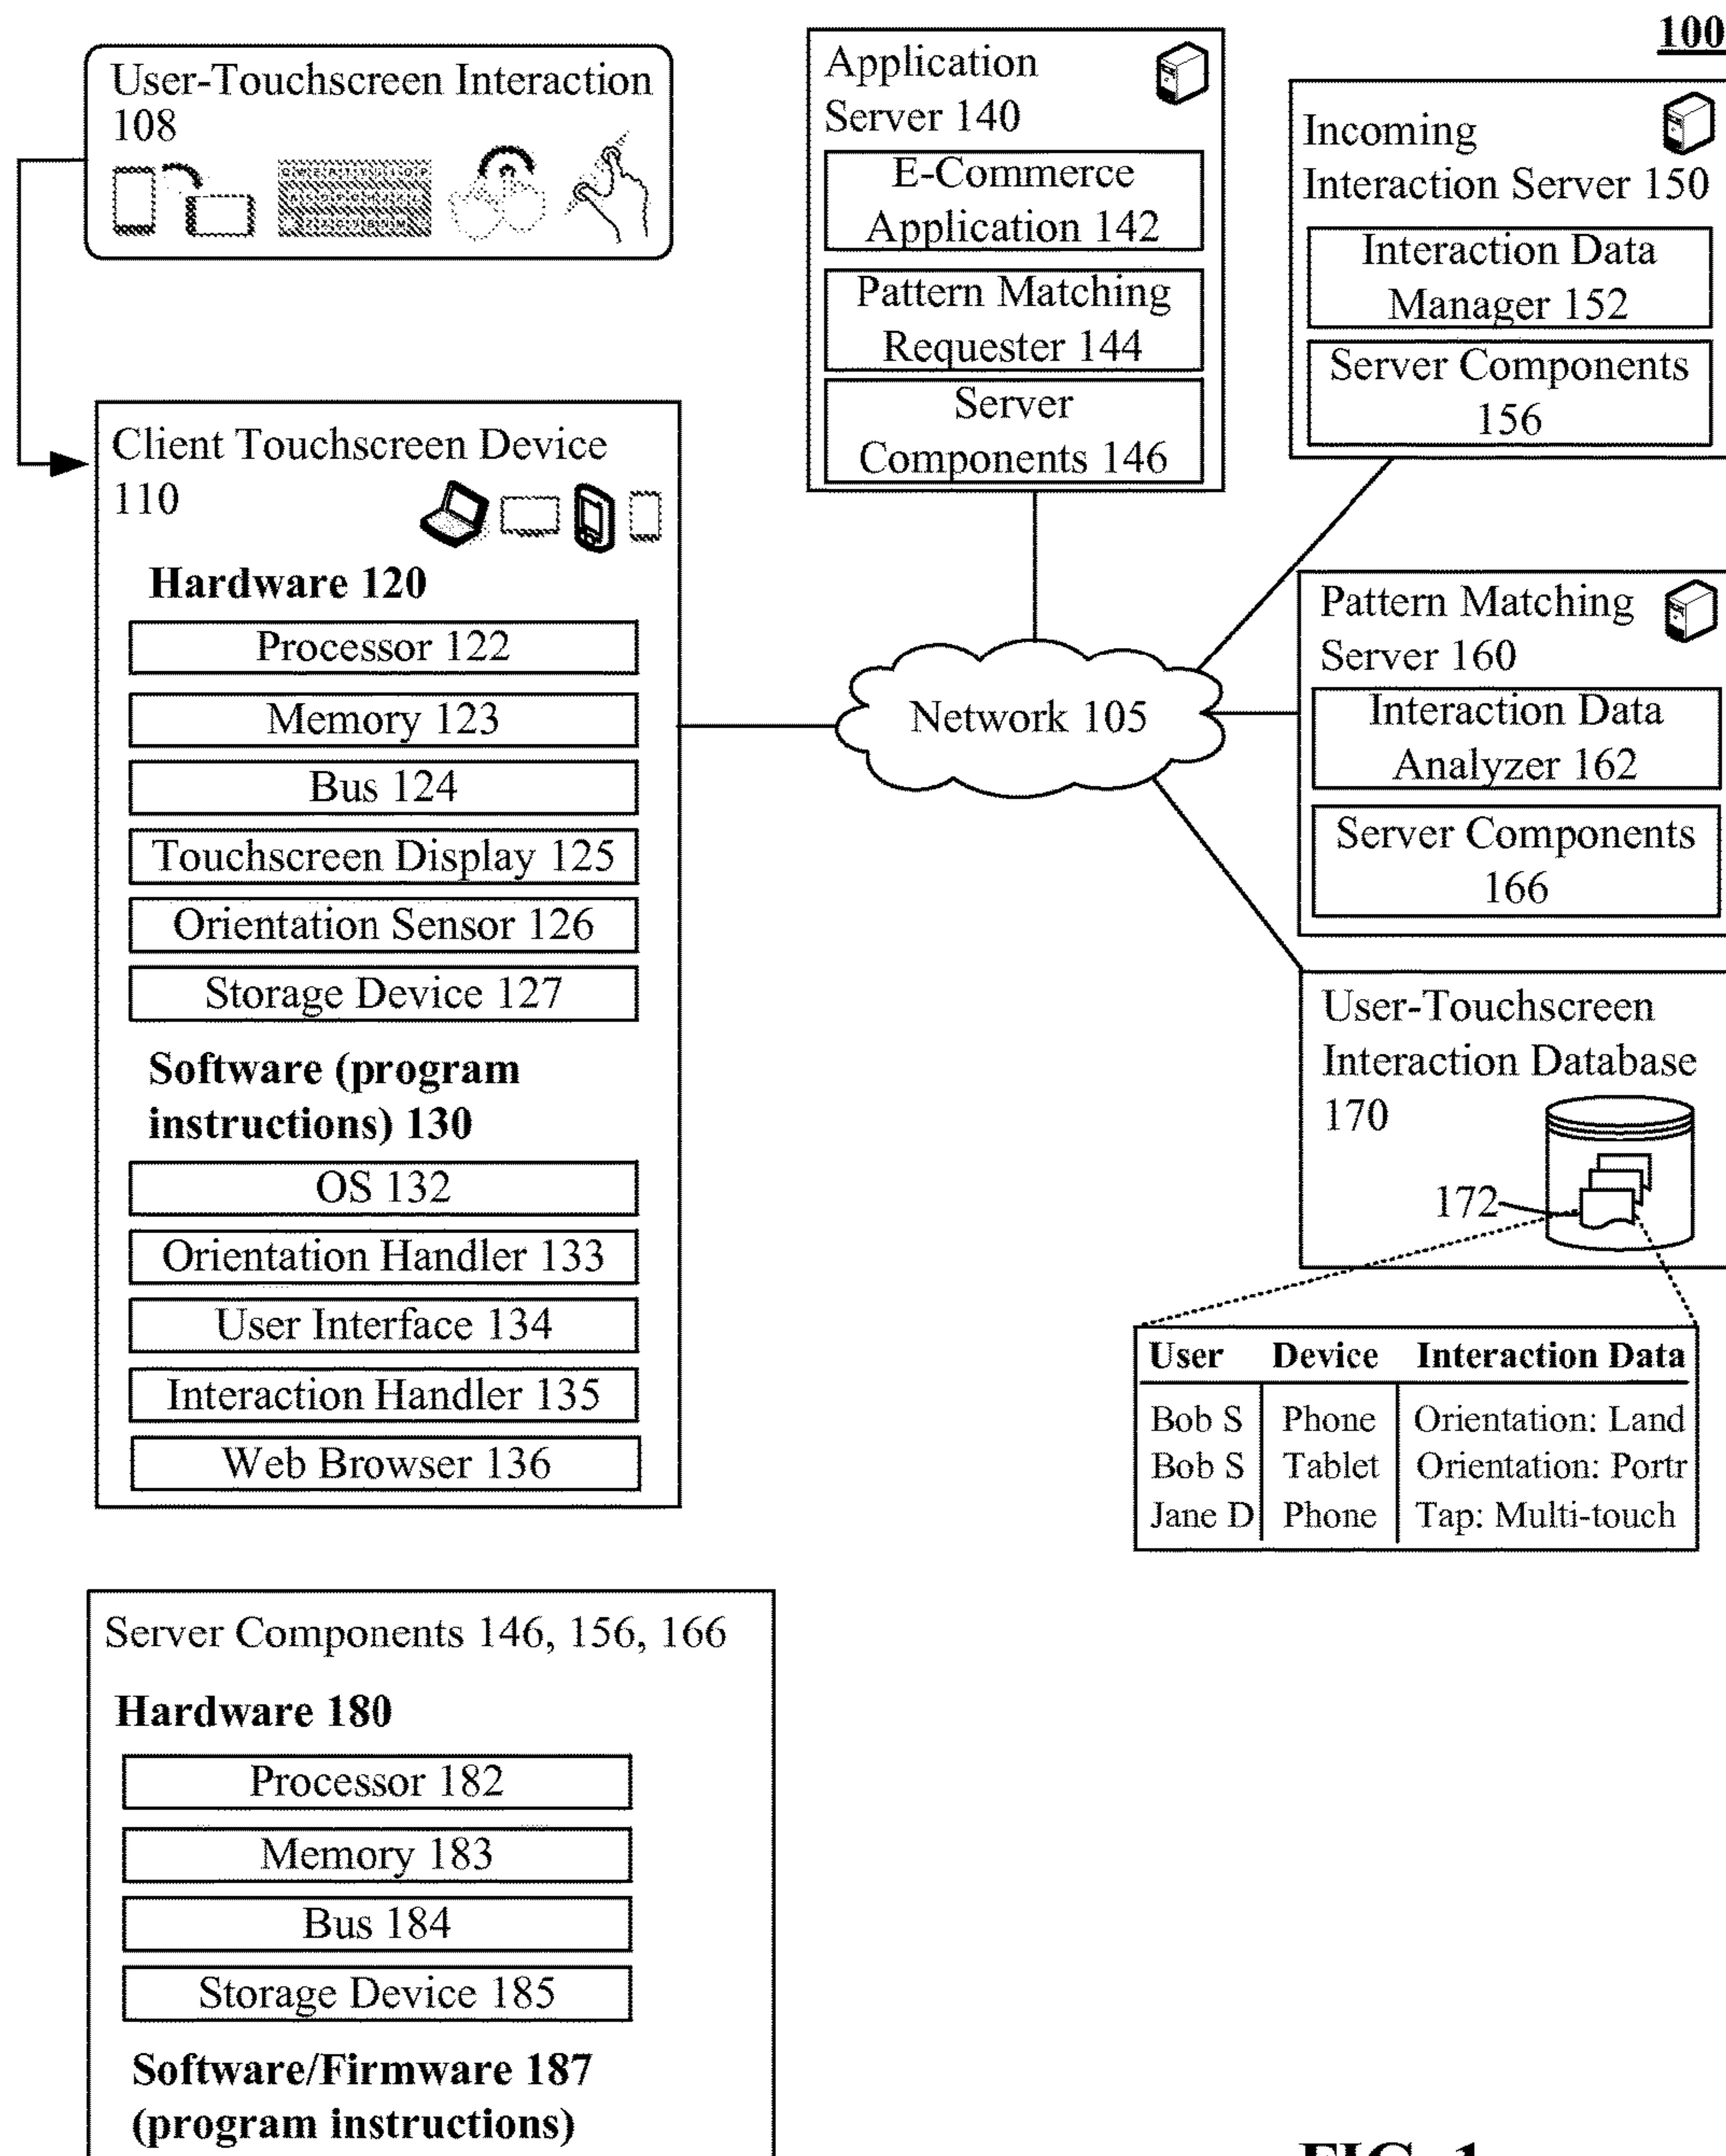 100
User-Touchscreen Interaction
108
Application
Server 140
E-Commerce
Application 142
Pattern Matching
Requester 144
Server
Components 146
Incoming
Interaction Server 150
Interaction Data
Manager 152
Server Components
156
Client Touchscreen Device
110
Hardware 120
Processor 122
Memory 123
Bus 124
Touchscreen Display 125
Orientation Sensor 126
Storage Device 127
Software (program
instructions) 130
OS 132
Orientation Handler 133
User Interface 134
Interaction Handler 135
Web Browser 136
Network 105
Pattern Matching
Server 160
Interaction Data
Analyzer 162
Server Components
166
User-Touchscreen
Interaction Database
170
172
User Device Interaction Data
Bob S Phone Orientation: Land
Bob S Tablet Orientation: Portr
Jane D Phone Tap: Multi-touch
Server Components 146, 156, 166
Hardware 180
Processor 182
Memory 183
Bus 184
Storage Device 185
Software/Firmware 187
(program instructions)
FIG. 1